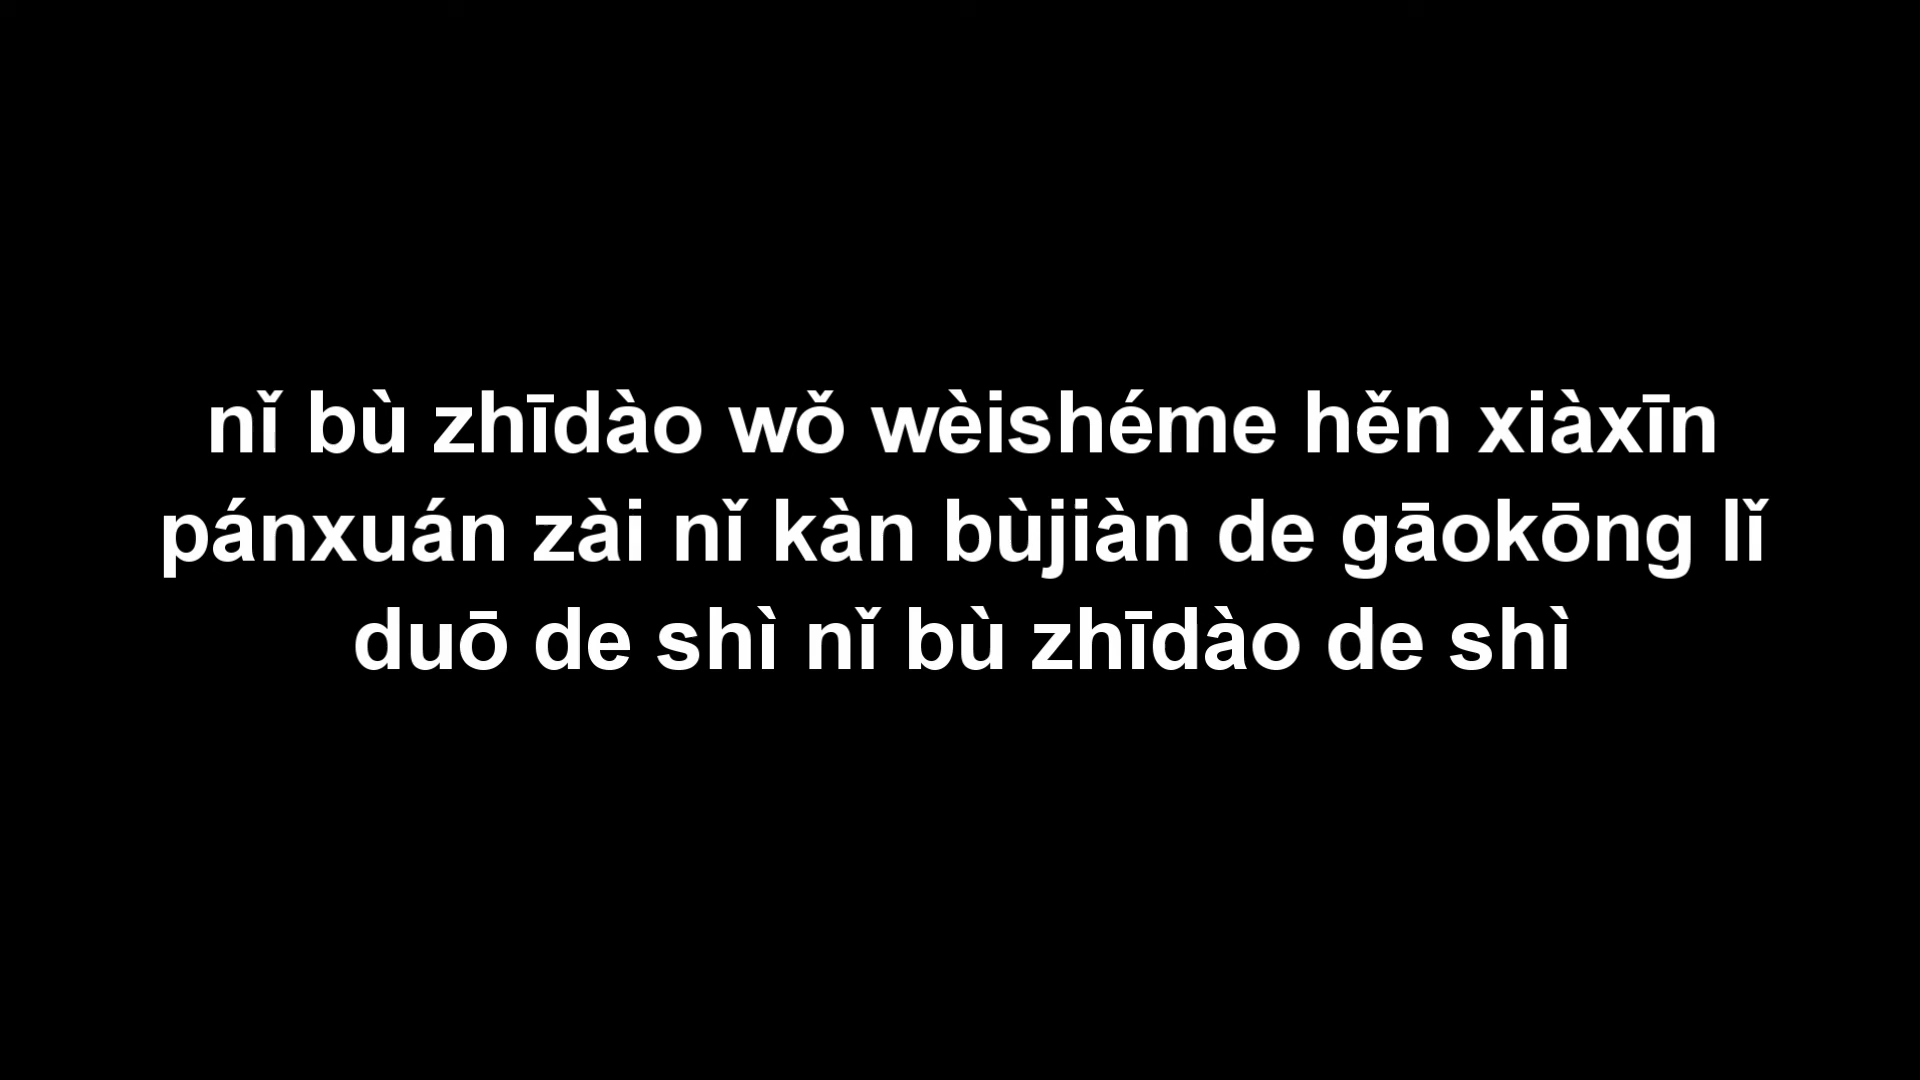 nǐ bù zhīdào wǒ wèishéme hěn xiàxīn
pánxuán zài nǐ kàn bùjiàn de gāokōng lǐ
duō de shì nǐ bù zhīdào de shì